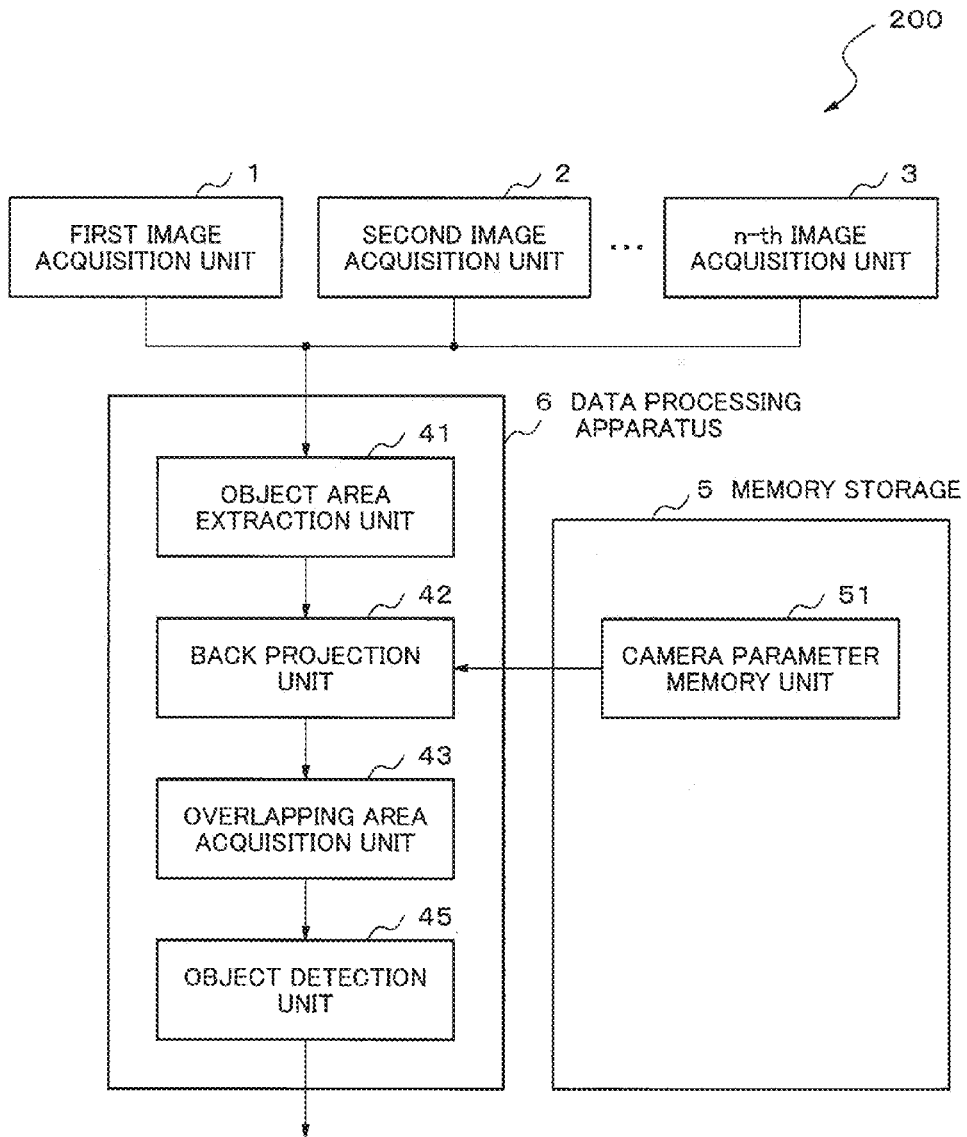 200
1
2
3
FIRST IMAGE
ACQUISITION UNIT
SECOND IMAGE
ACQUISITION UNIT
...
n-th IMAGE
ACQUISITION UNIT
6 DATA PROCESSING
APPARATUS
41
OBJECT AREA
EXTRACTION UNIT
5 MEMORY STORAGE
42
BACK PROJECTION
UNIT
51
CAMERA PARAMETER
MEMORY UNIT
43
OVERLAPPING AREA
ACQUISITION UNIT
45
OBJECT DETECTION
UNIT